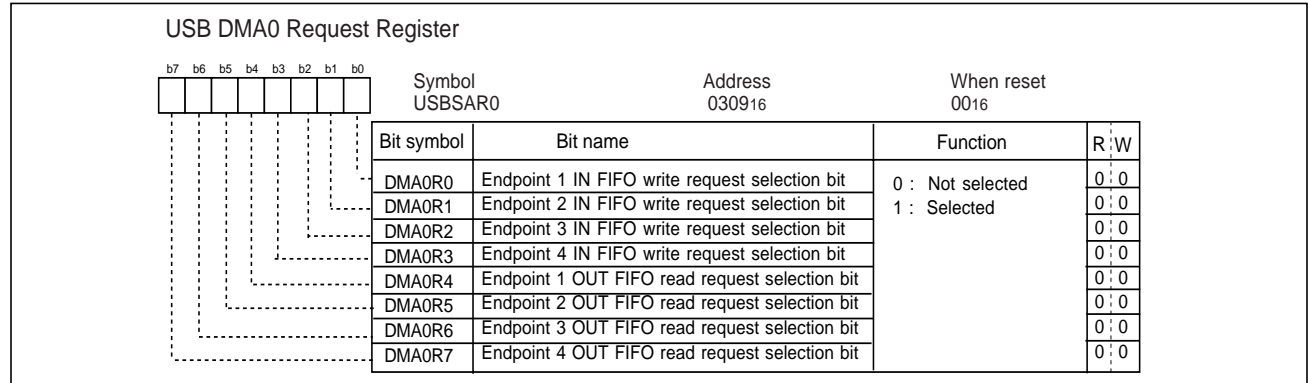 USB DMA0 Request Register
b7 b6 b5 b4 b3 b2 b1 b0
Symbol Address When reset
USBSAR0 030916 0016
Bit symbol Bit name Function R W
DMA0R0 Endpoint 1 IN FIFO write request selection bit 0 : Not selected 0 0
DMA0R1 Endpoint 2 IN FIFO write request selection bit 1 : Selected 0 0
DMA0R2 Endpoint 3 IN FIFO write request selection bit 0 0
DMA0R3 Endpoint 4 IN FIFO write request selection bit 0 0
DMA0R4 Endpoint 1 OUT FIFO read request selection bit 0 0
DMA0R5 Endpoint 2 OUT FIFO read request selection bit 0 0
DMA0R6 Endpoint 3 OUT FIFO read request selection bit 0 0
DMA0R7 Endpoint 4 OUT FIFO read request selection bit 0 0